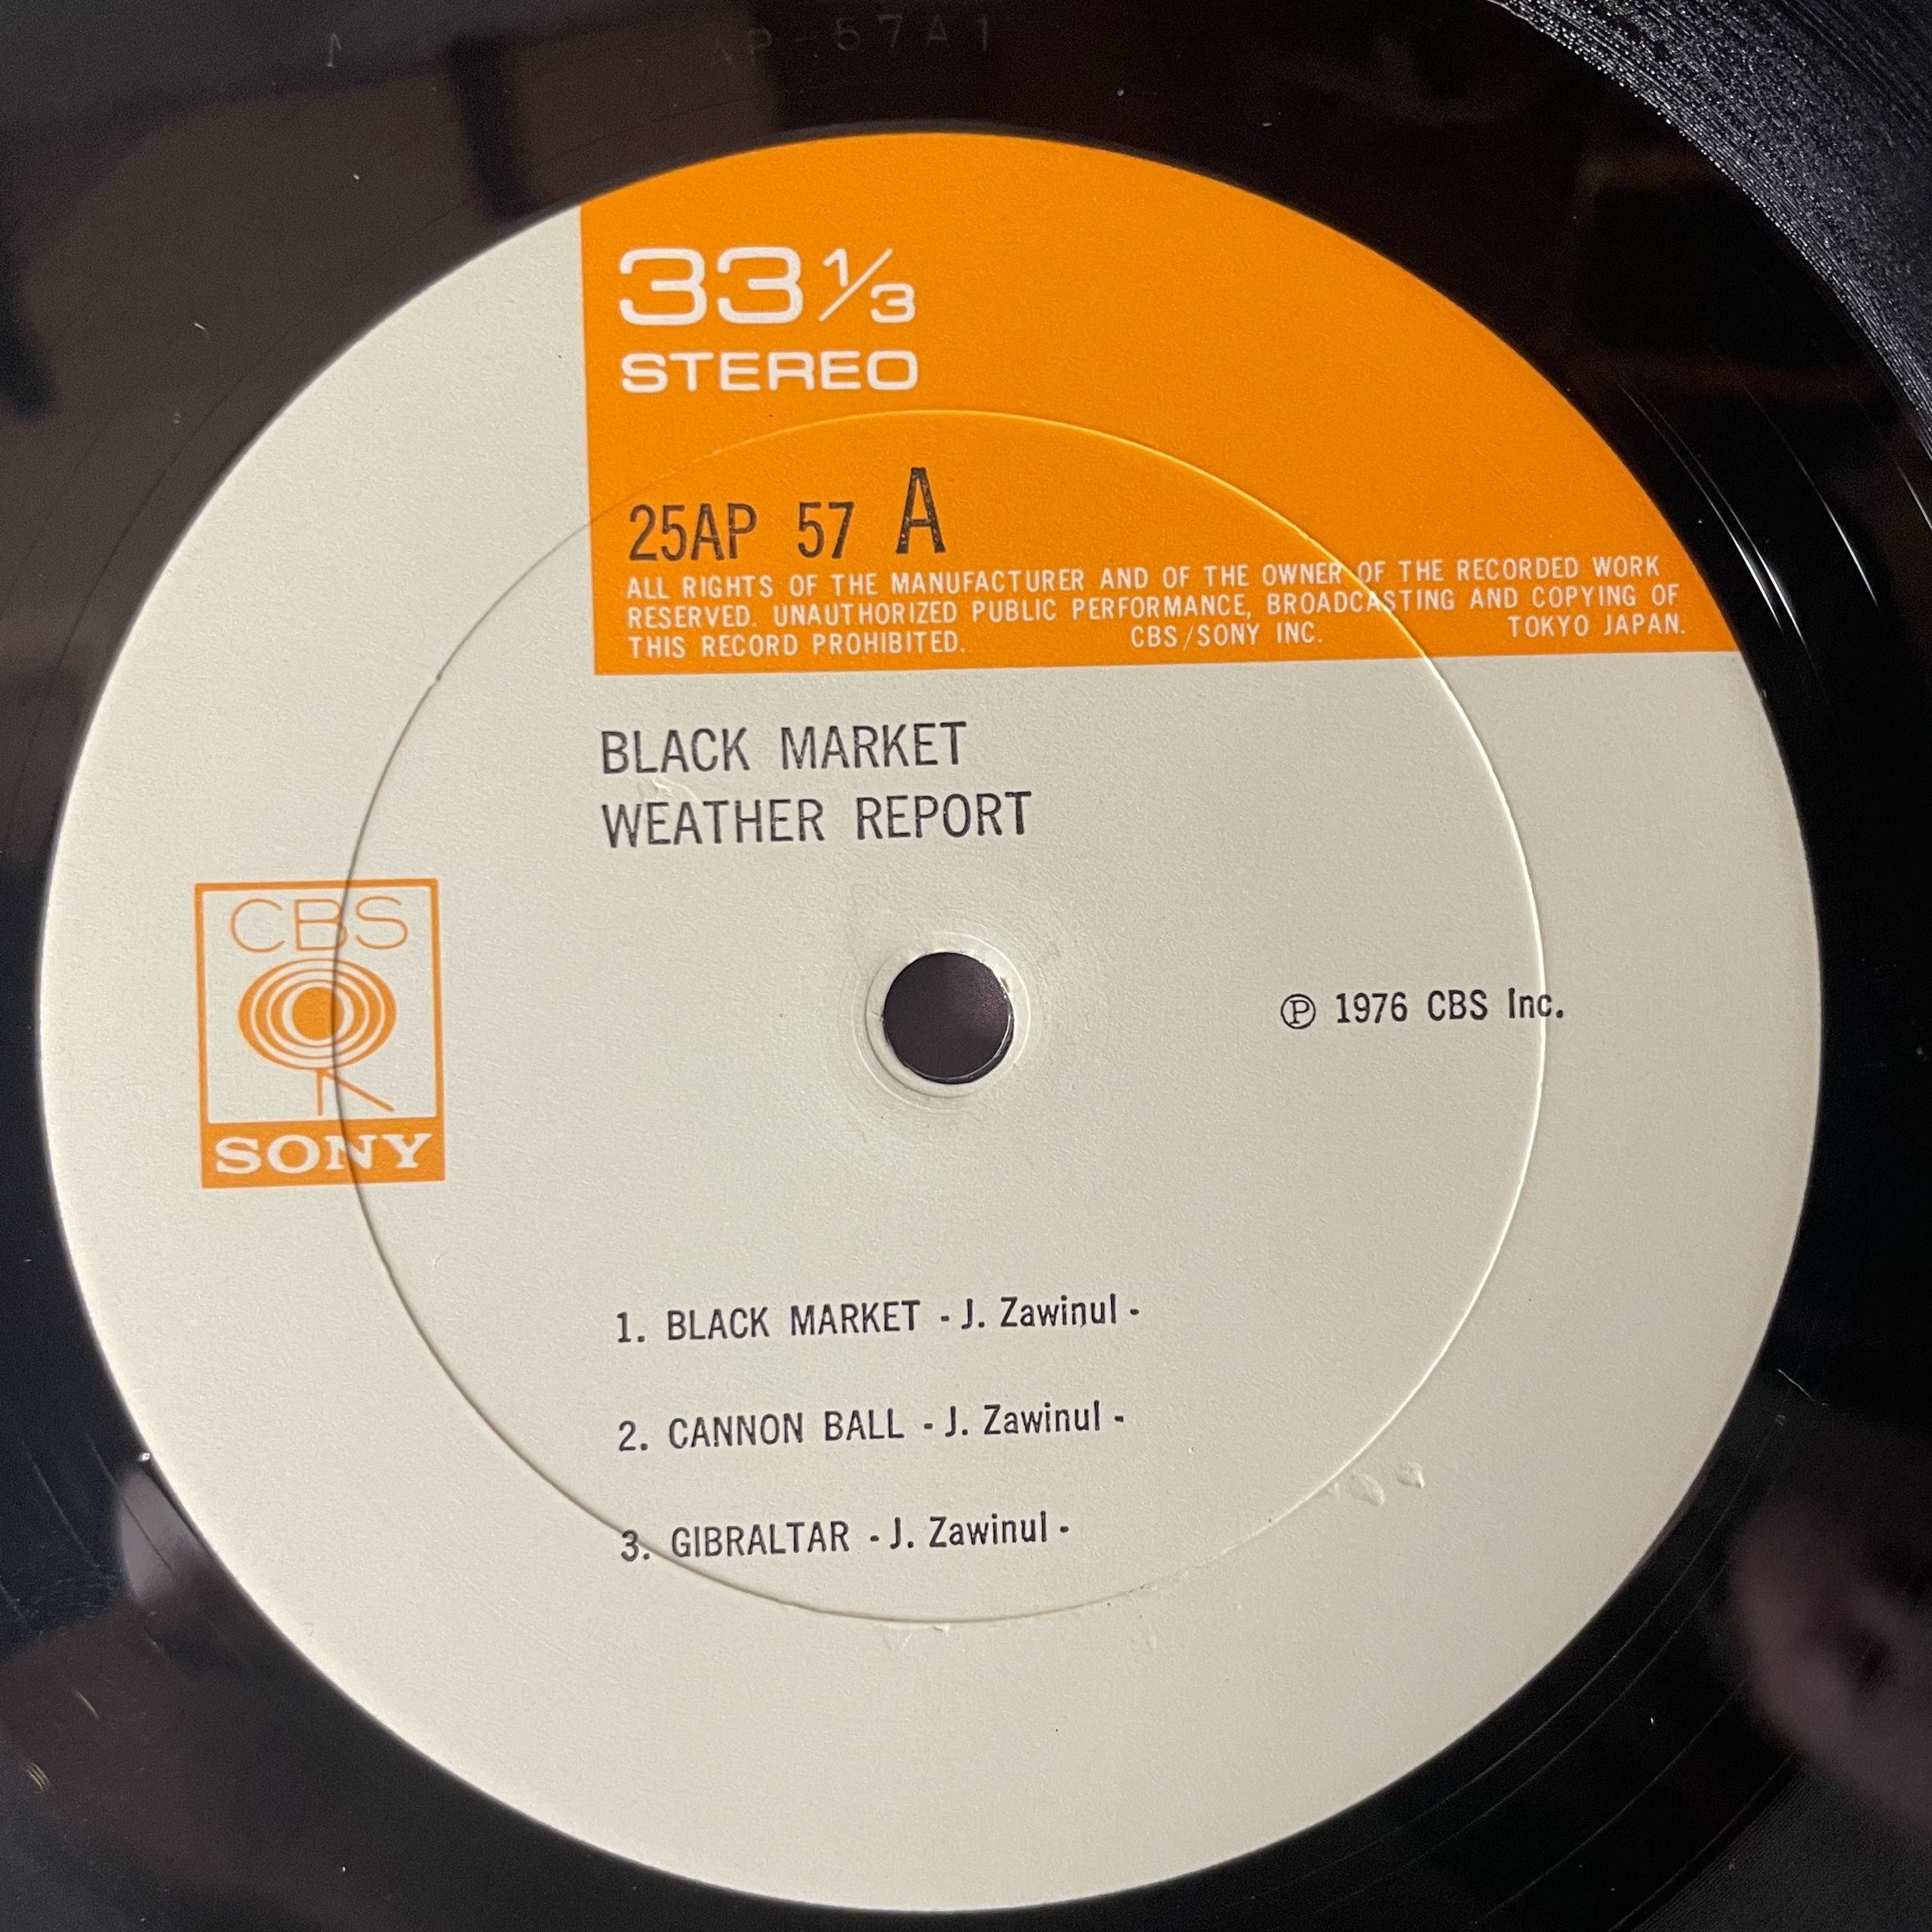 AP-57A1
33 1/3
STEREO
25AP 57 A
ALL RIGHTS OF THE MANUFACTURER AND OF THE OWNER OF THE RECORDED WORK
RESERVED. UNAUTHORIZED PUBLIC PERFORMANCE, BROADCASTING AND COPYING OF
THIS RECORD PROHIBITED. CBS/SONY INC. TOKYO JAPAN.
BLACK MARKET
WEATHER REPORT
CBS
SONY
Ⓟ 1976 CBS Inc.
1. BLACK MARKET - J. Zawinul -
2. CANNON BALL - J. Zawinul -
3. GIBRALTAR - J. Zawinul -